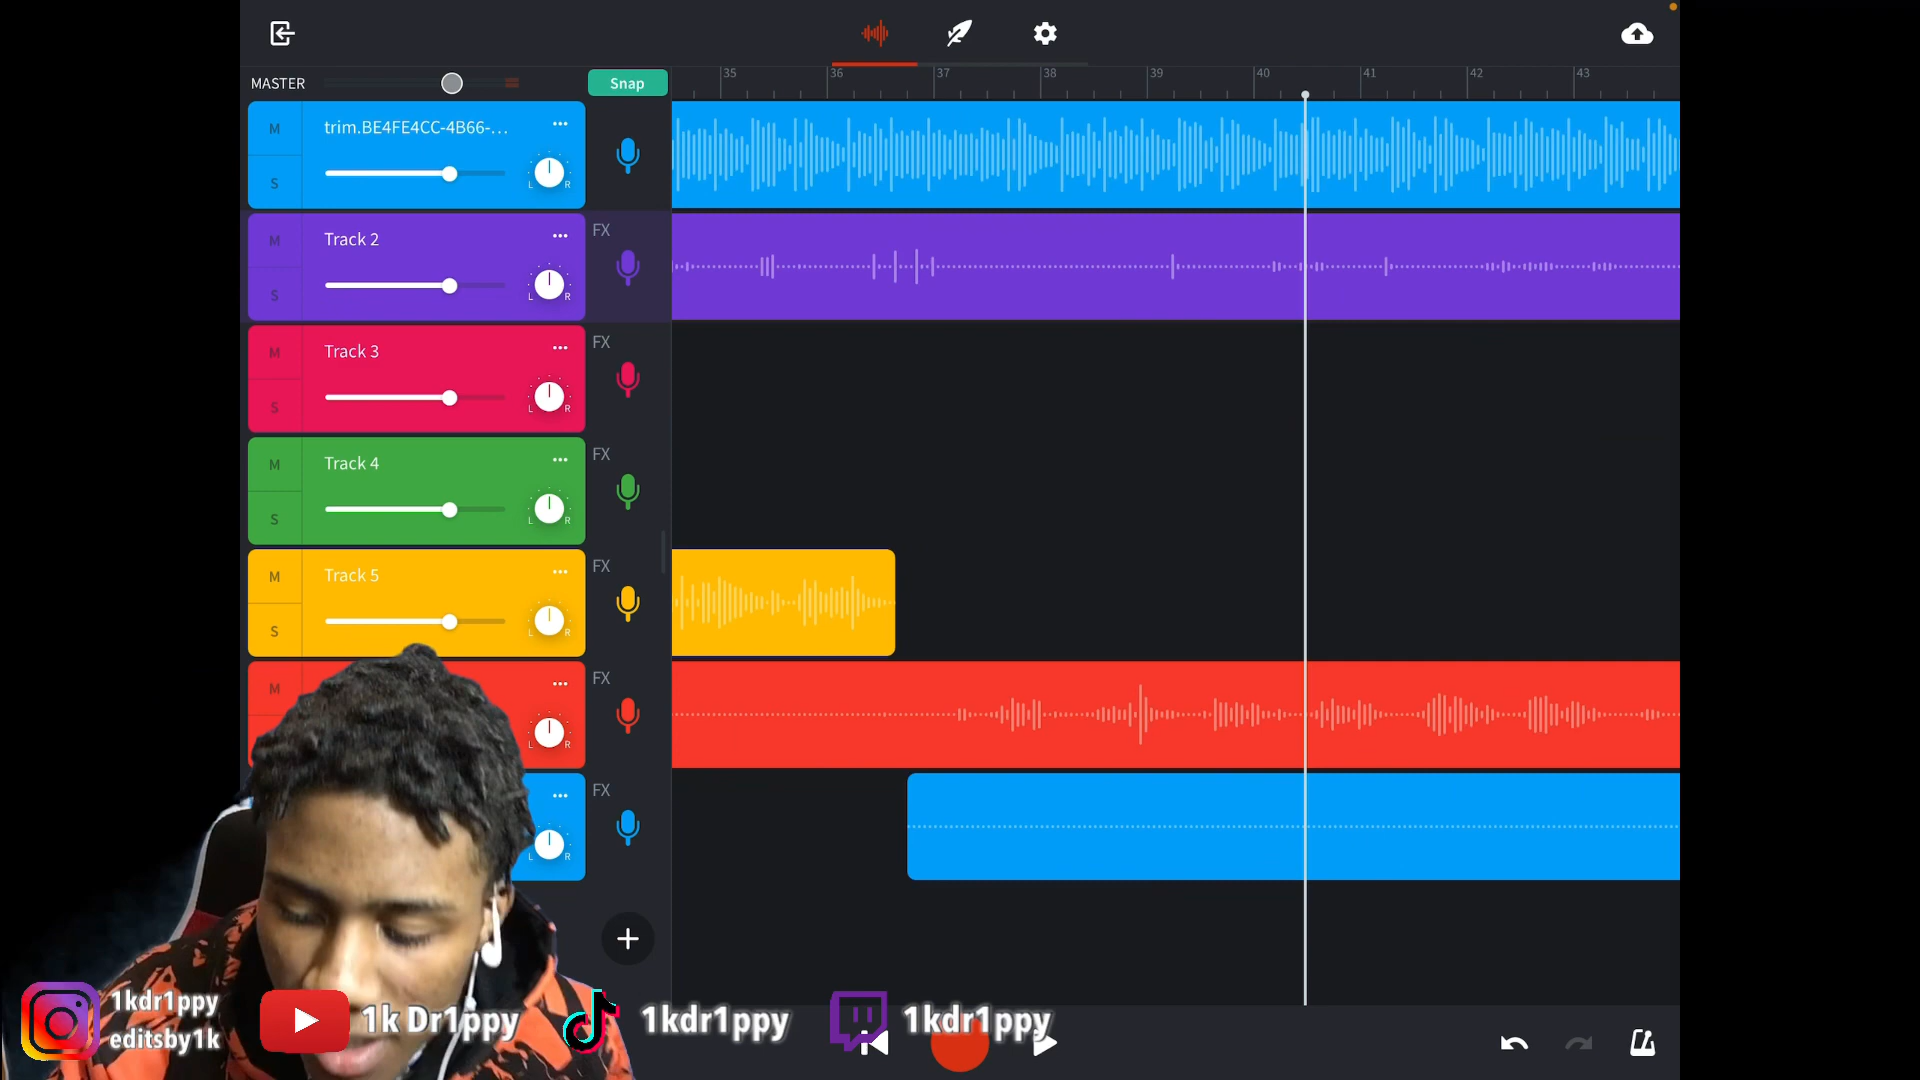 MASTER
Snap
35
36
37
38
39
40
41
42
43
M
trim.BE4FE4CC-4B66-...
S
L R
M
Track 2
S
L R
FX
M
Track 3
S
L R
FX
M
Track 4
S
L R
FX
M
Track 5
S
L R
FX
M
L R
FX
L R
FX
1kdr1ppy
editsby1k
1k Dr1ppy
1kdr1ppy
1kdr1ppy